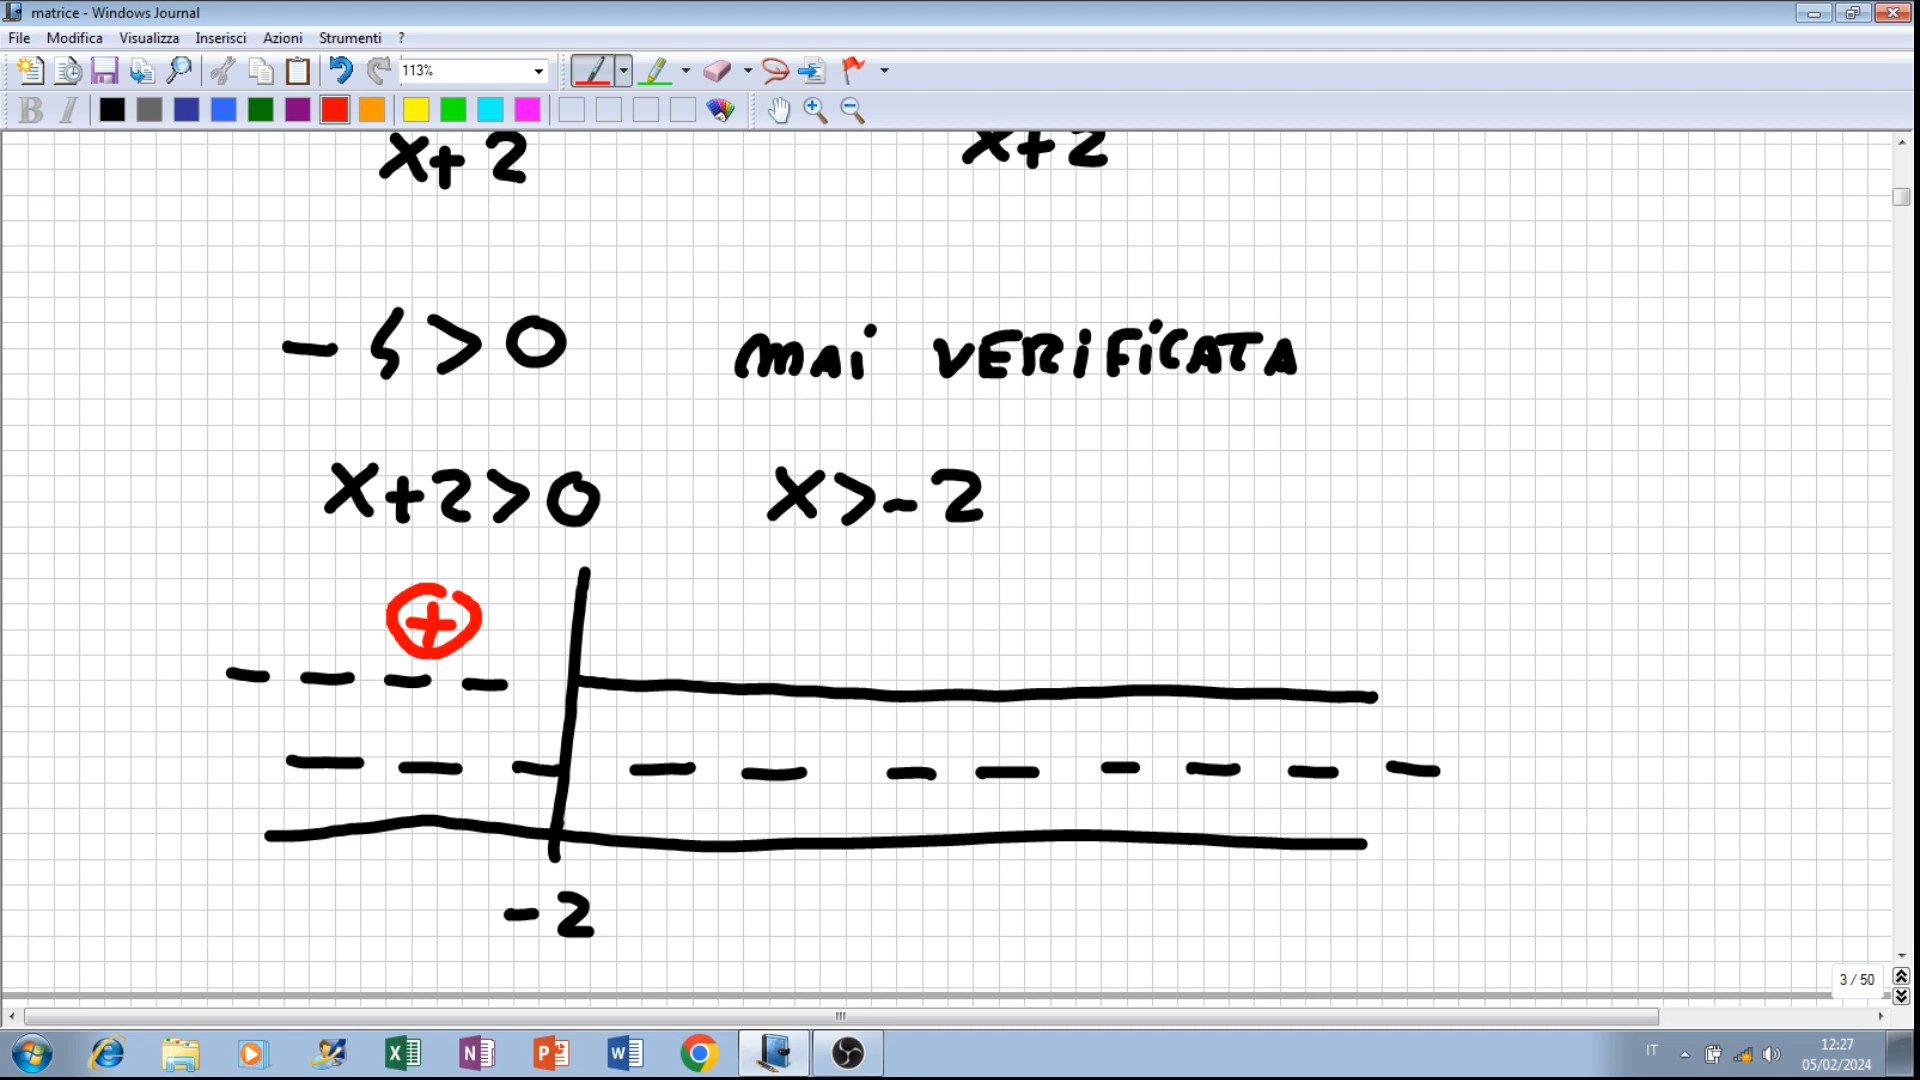 matrice - Windows Journal
File Modifica Visualizza Inserisci Azioni Strumenti ?
113%
B I
x+2 x+2
-5>0 mai VERiFiCATA
x+2>0 x>-2
+
-2
3 / 50
IT
12:27
05/02/2024